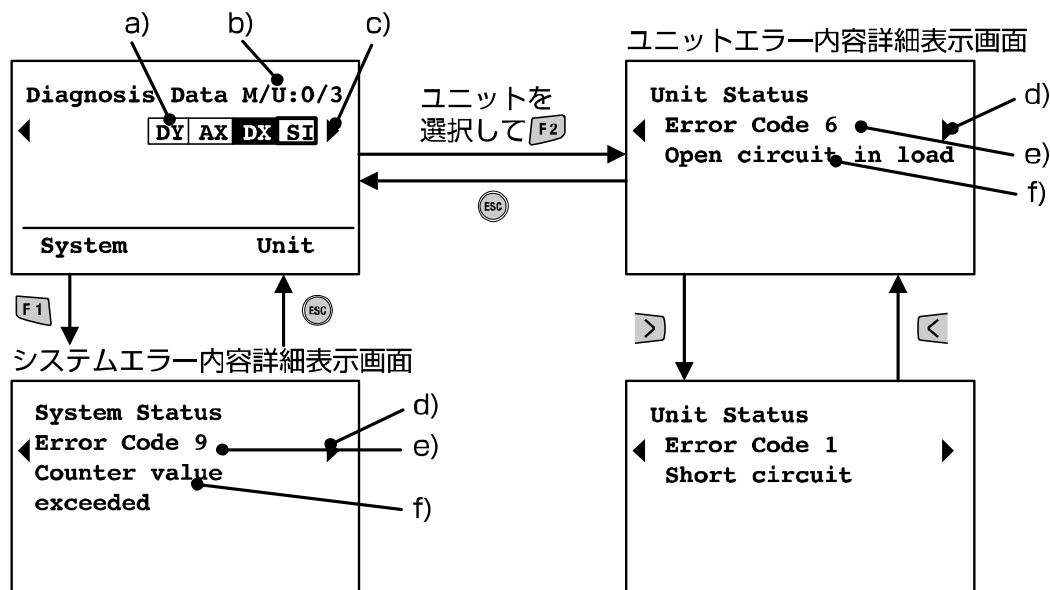 a)
b)
c)
Diagnosis Data M/U:0/3
DY AX DX SI
System Unit
ユニットを
選択して F2
ESC
ユニットエラー内容詳細表示画面
Unit Status
Error Code 6
Open circuit in load
d)
e)
f)
F1
ESC
システムエラー内容詳細表示画面
System Status
Error Code 9
Counter value
exceeded
d)
e)
f)
>
<
Unit Status
Error Code 1
Short circuit